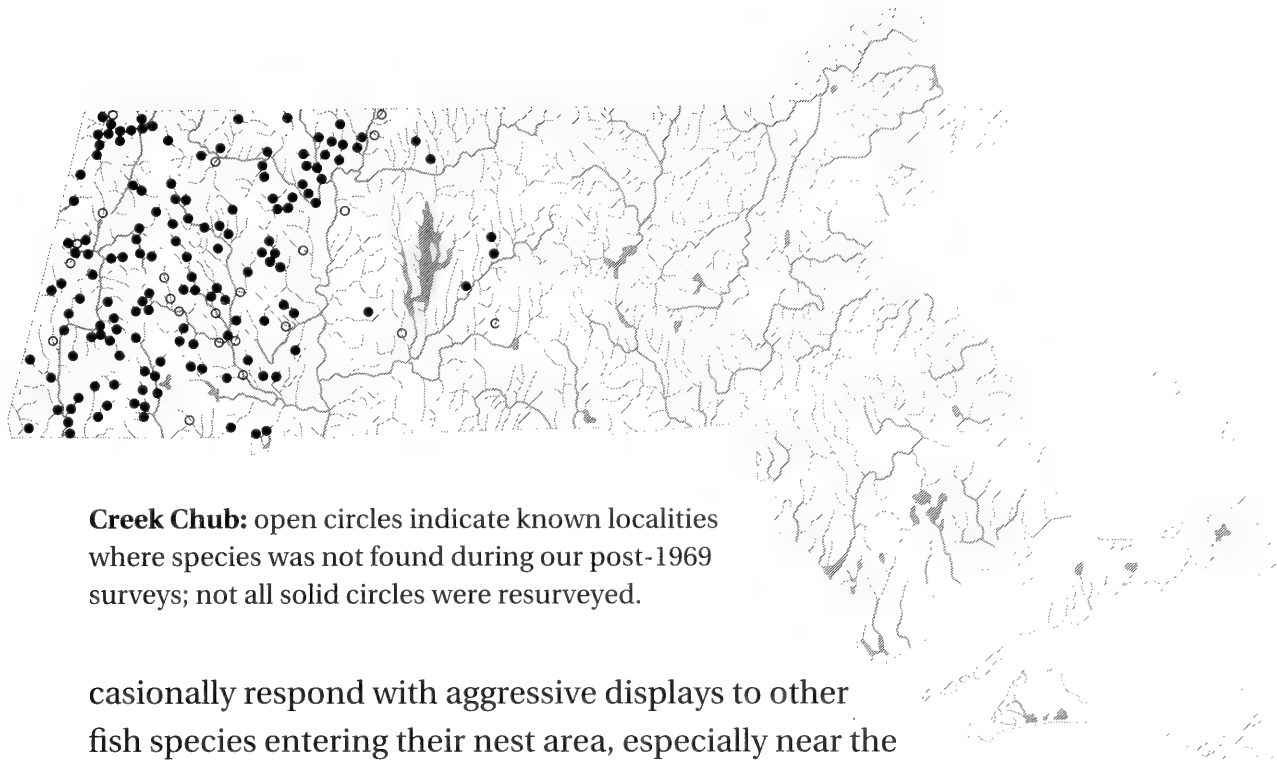 Creek Chub: open circles indicate known localities
where species was not found during our post-1969
surveys; not all solid circles were resurveyed.
casionally respond with aggressive displays to other
fish species entering their nest area, especially near the